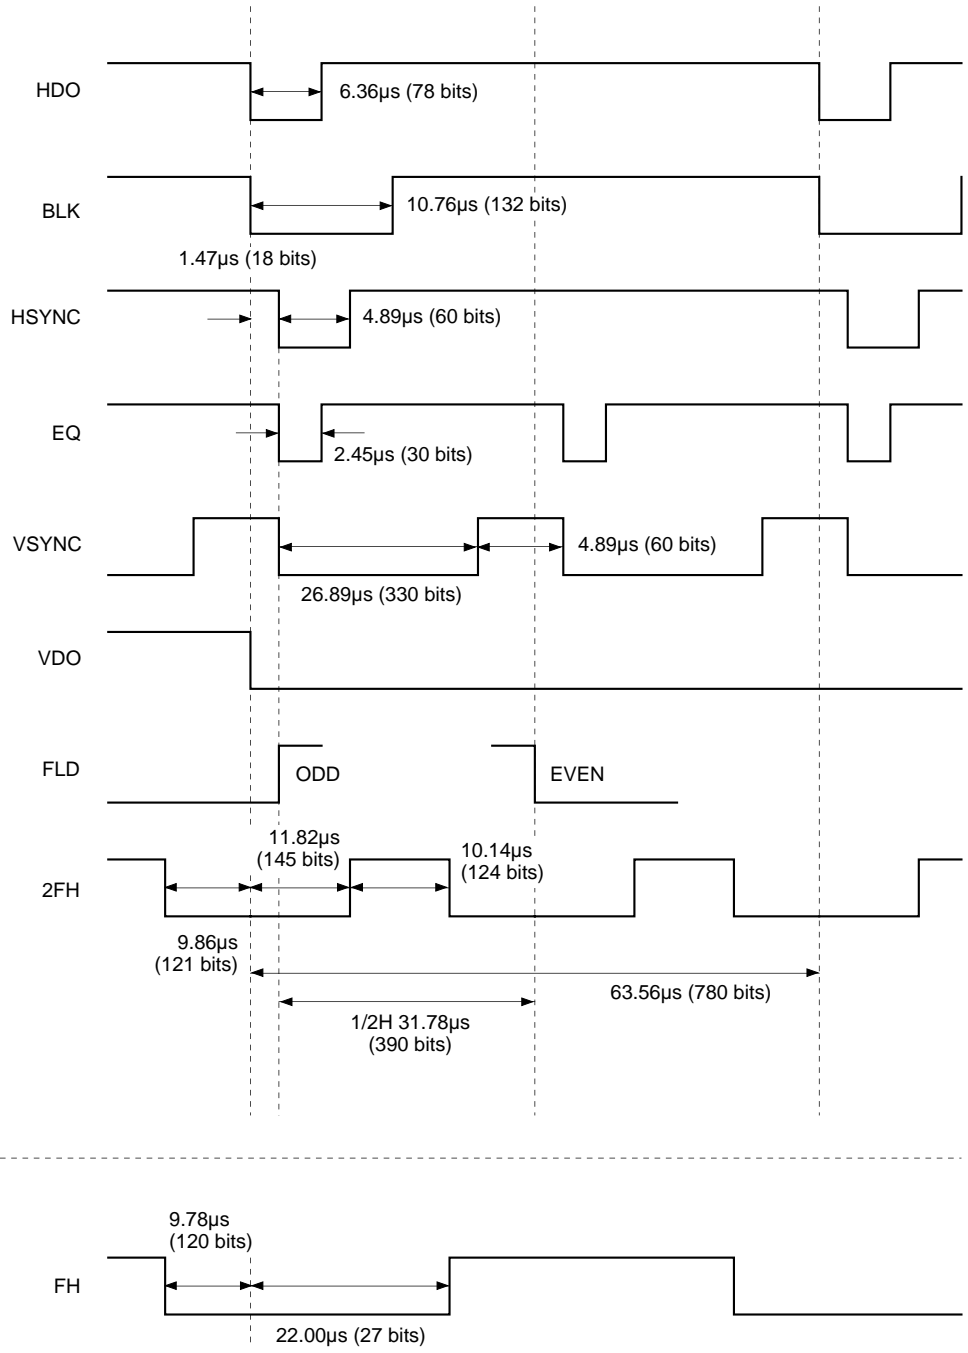 HDO
6.36µs (78 bits)
BLK
10.76µs (132 bits)
1.47µs (18 bits)
HSYNC
4.89µs (60 bits)
EQ
2.45µs (30 bits)
VSYNC
4.89µs (60 bits)
26.89µs (330 bits)
VDO
FLD
ODD
EVEN
11.82µs
(145 bits)
10.14µs
(124 bits)
2FH
9.86µs
(121 bits)
63.56µs (780 bits)
1/2H 31.78µs
(390 bits)
9.78µs
(120 bits)
FH
22.00µs (27 bits)